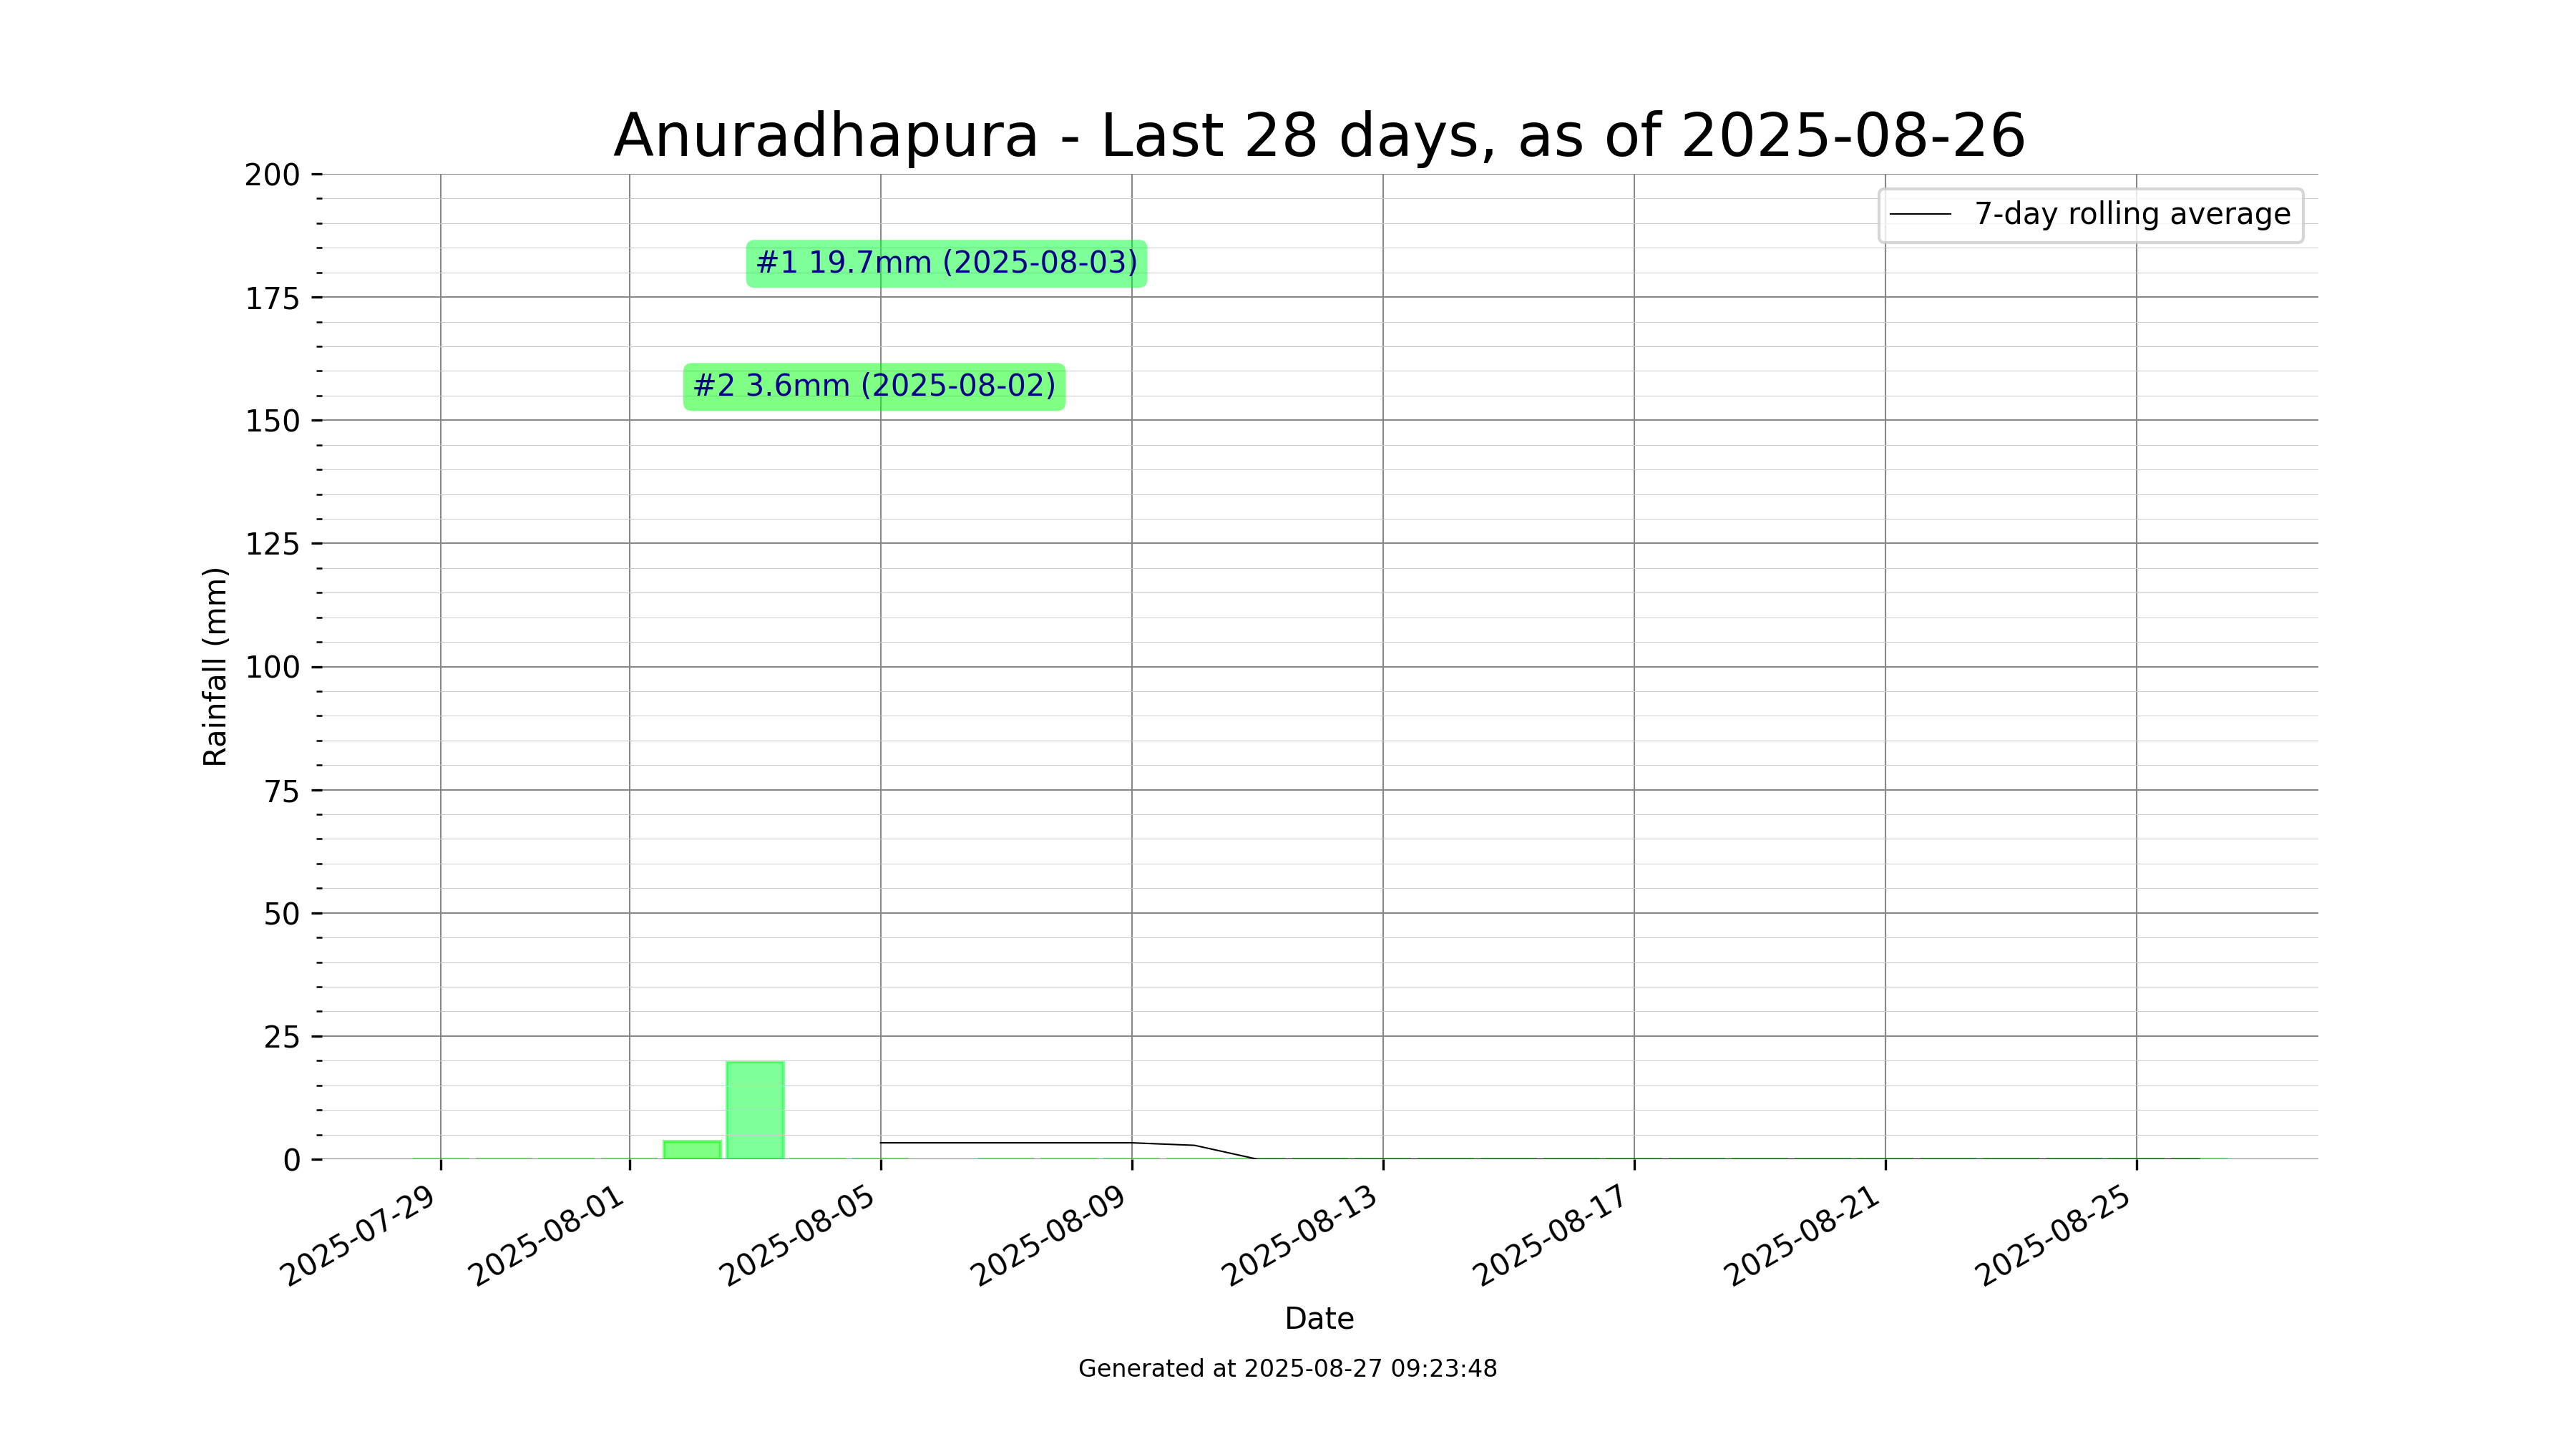 Anuradhapura - Last 28 days, as of 2025-08-26
7-day rolling average
#1 19.7mm (2025-08-03)
#2 3.6mm (2025-08-02)
Rainfall (mm)
200
175
150
125
100
75
50
25
0
2025-07-29
2025-08-01
2025-08-05
2025-08-09
2025-08-13
2025-08-17
2025-08-21
2025-08-25
Date
Generated at 2025-08-27 09:23:48